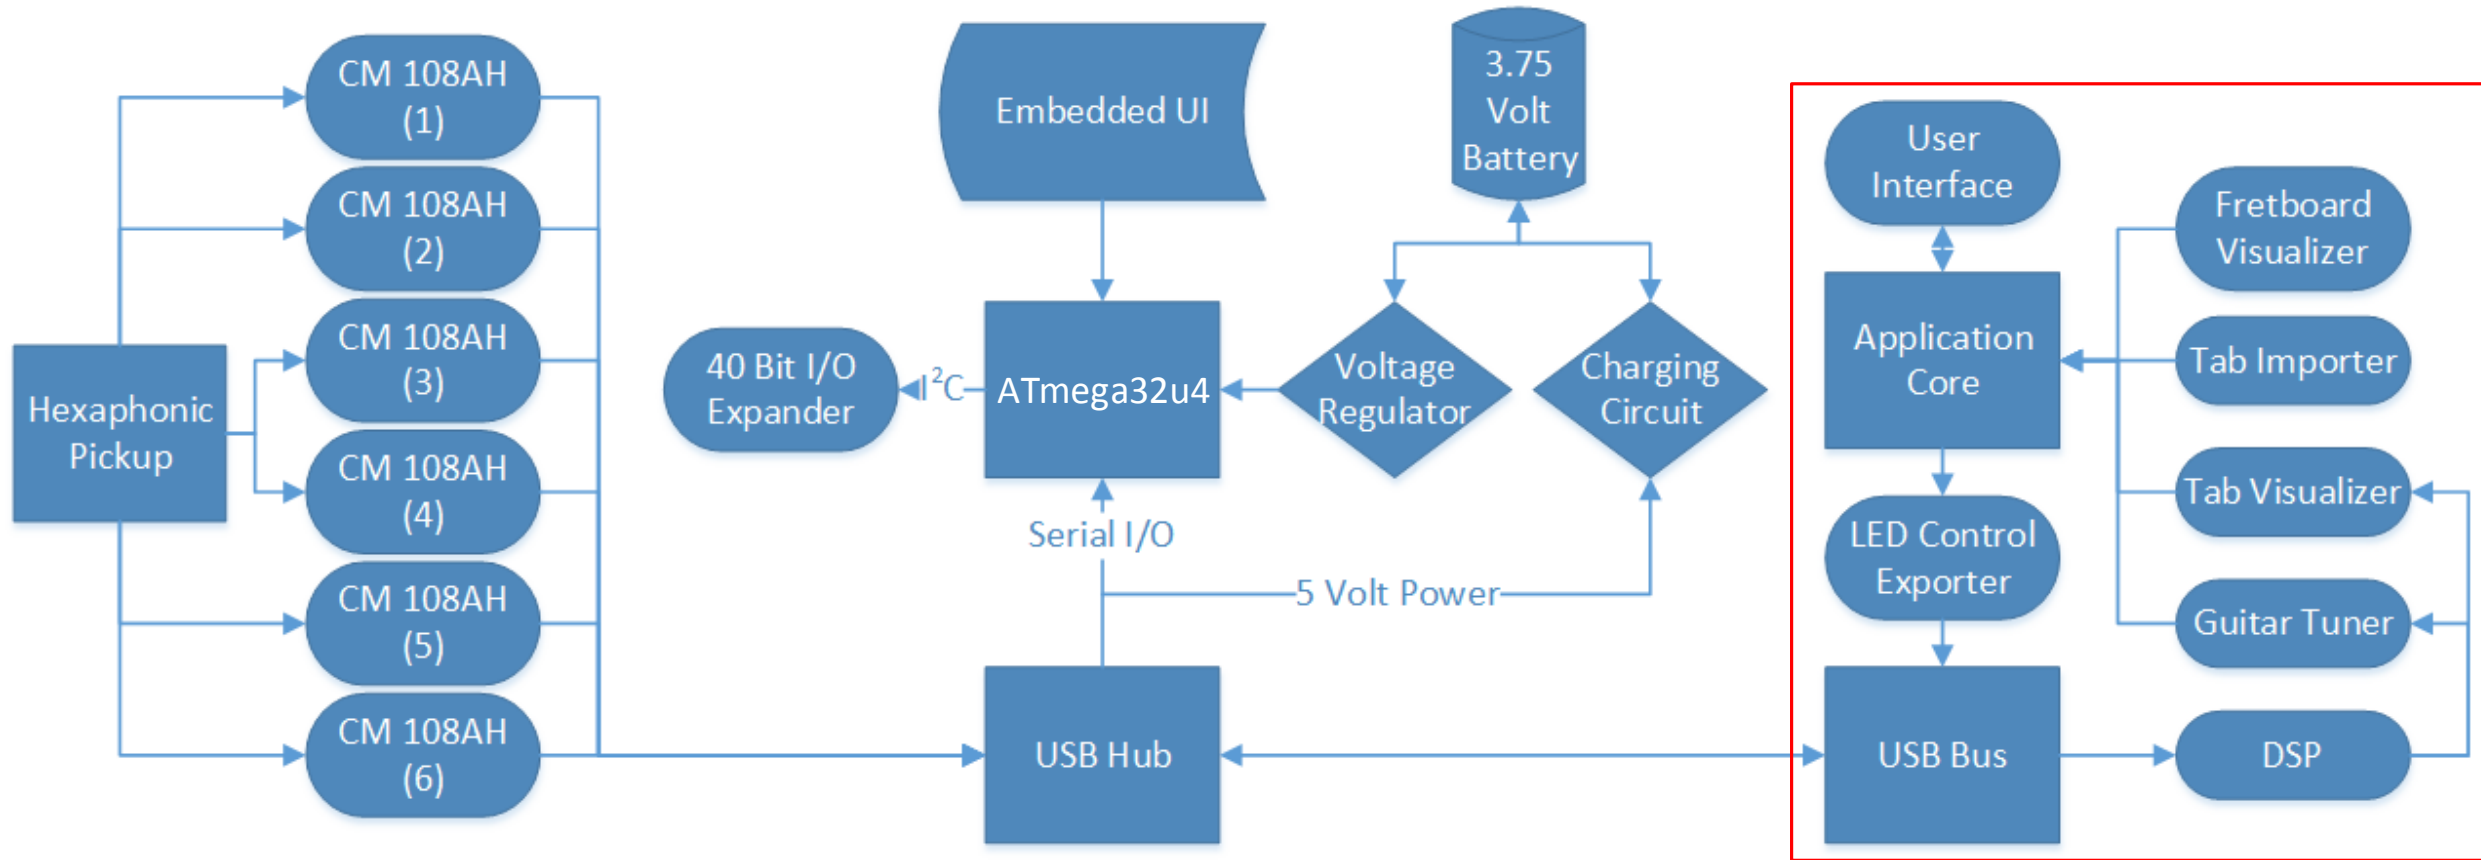 CM 108AH
(1)
CM 108AH
(2)
CM 108AH
(3)
CM 108AH
(4)
CM 108AH
(5)
CM 108AH
(6)
Hexaphonic
Pickup
Embedded UI
3.75
Volt
Battery
40 Bit I/O
Expander
I²C
ATmega32u4
Voltage
Regulator
Charging
Circuit
Serial I/O
5 Volt Power
USB Hub
User
Interface
Application
Core
LED Control
Exporter
USB Bus
Fretboard
Visualizer
Tab Importer
Tab Visualizer
Guitar Tuner
DSP